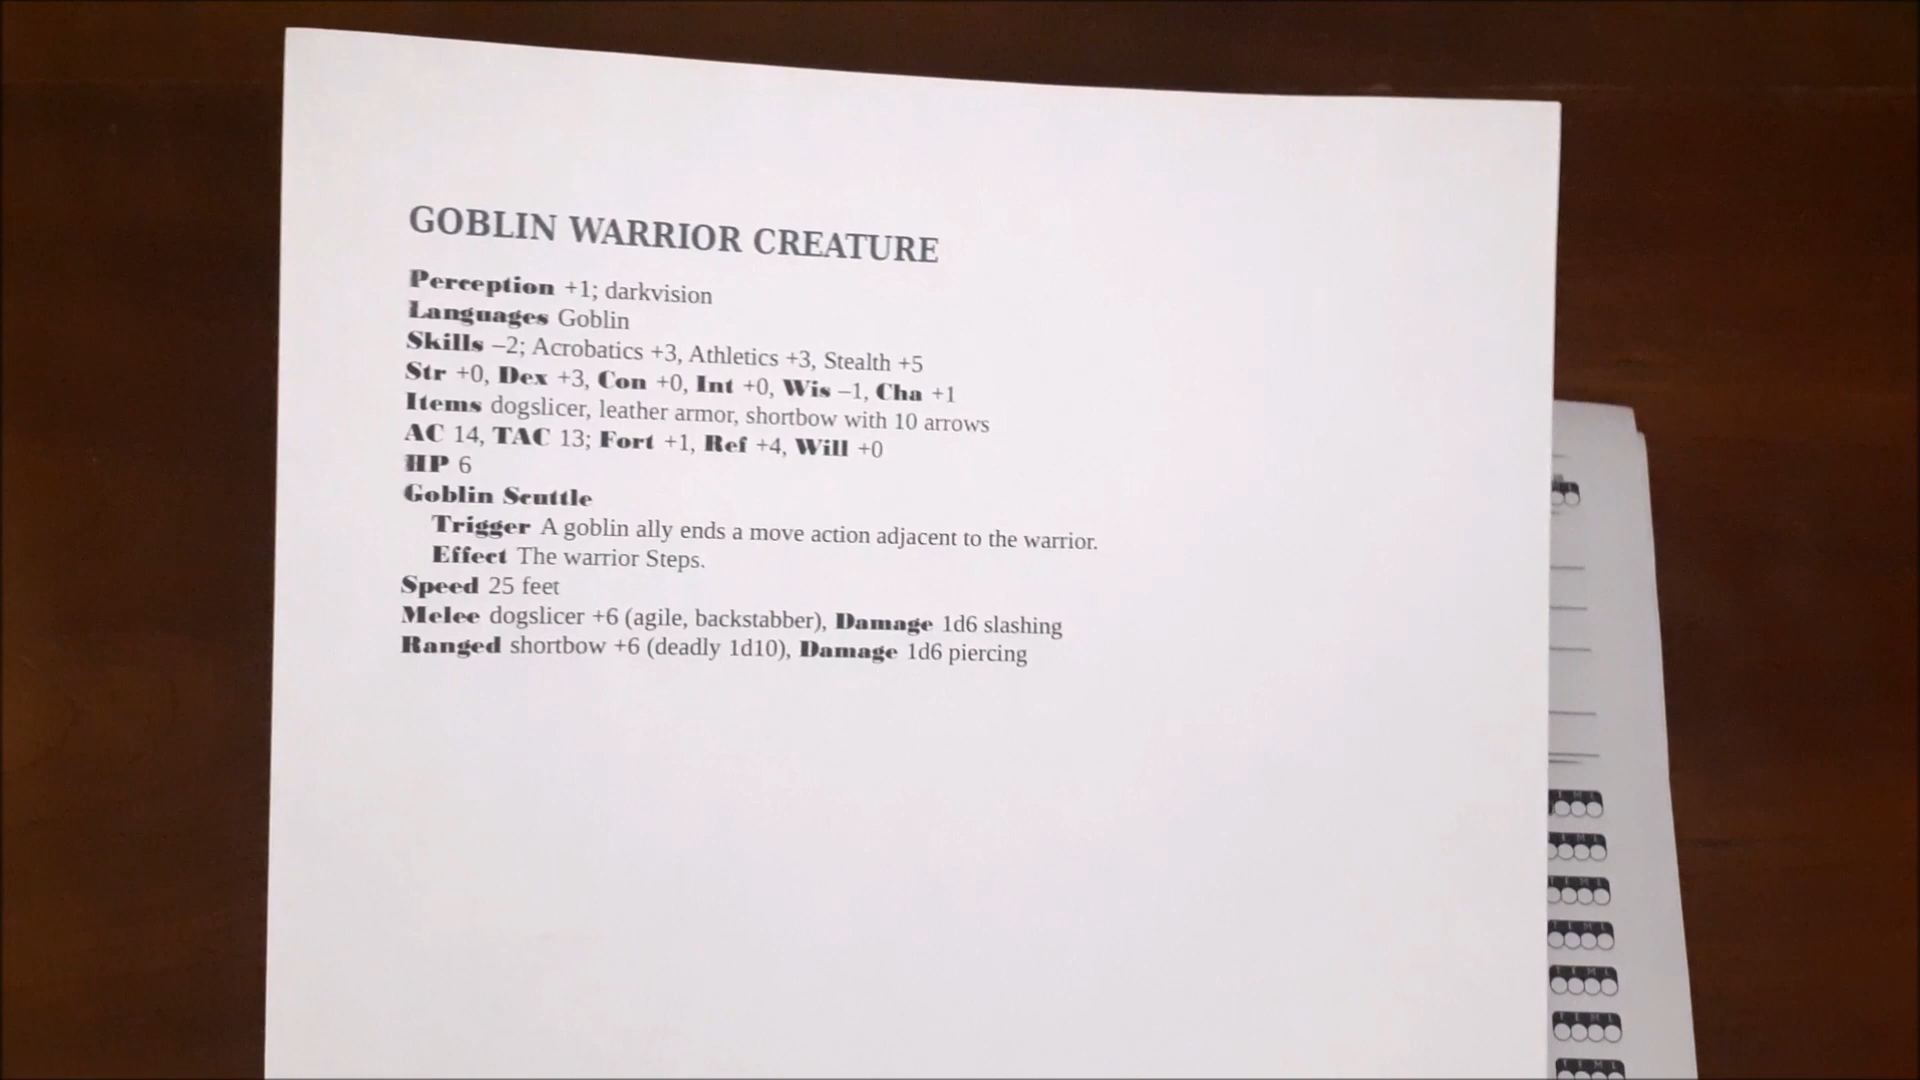 GOBLIN WARRIOR CREATURE
Perception +1; darkvision
Languages Goblin
Skills –2; Acrobatics +3, Athletics +3, Stealth +5
Str +0, Dex +3, Con +0, Int +0, Wis –1, Cha +1
Items dogslicer, leather armor, shortbow with 10 arrows
AC 14, TAC 13; Fort +1, Ref +4, Will +0
HP 6
Goblin Scuttle
Trigger A goblin ally ends a move action adjacent to the warrior.
Effect The warrior Steps.
Speed 25 feet
Melee dogslicer +6 (agile, backstabber), Damage 1d6 slashing
Ranged shortbow +6 (deadly 1d10), Damage 1d6 piercing